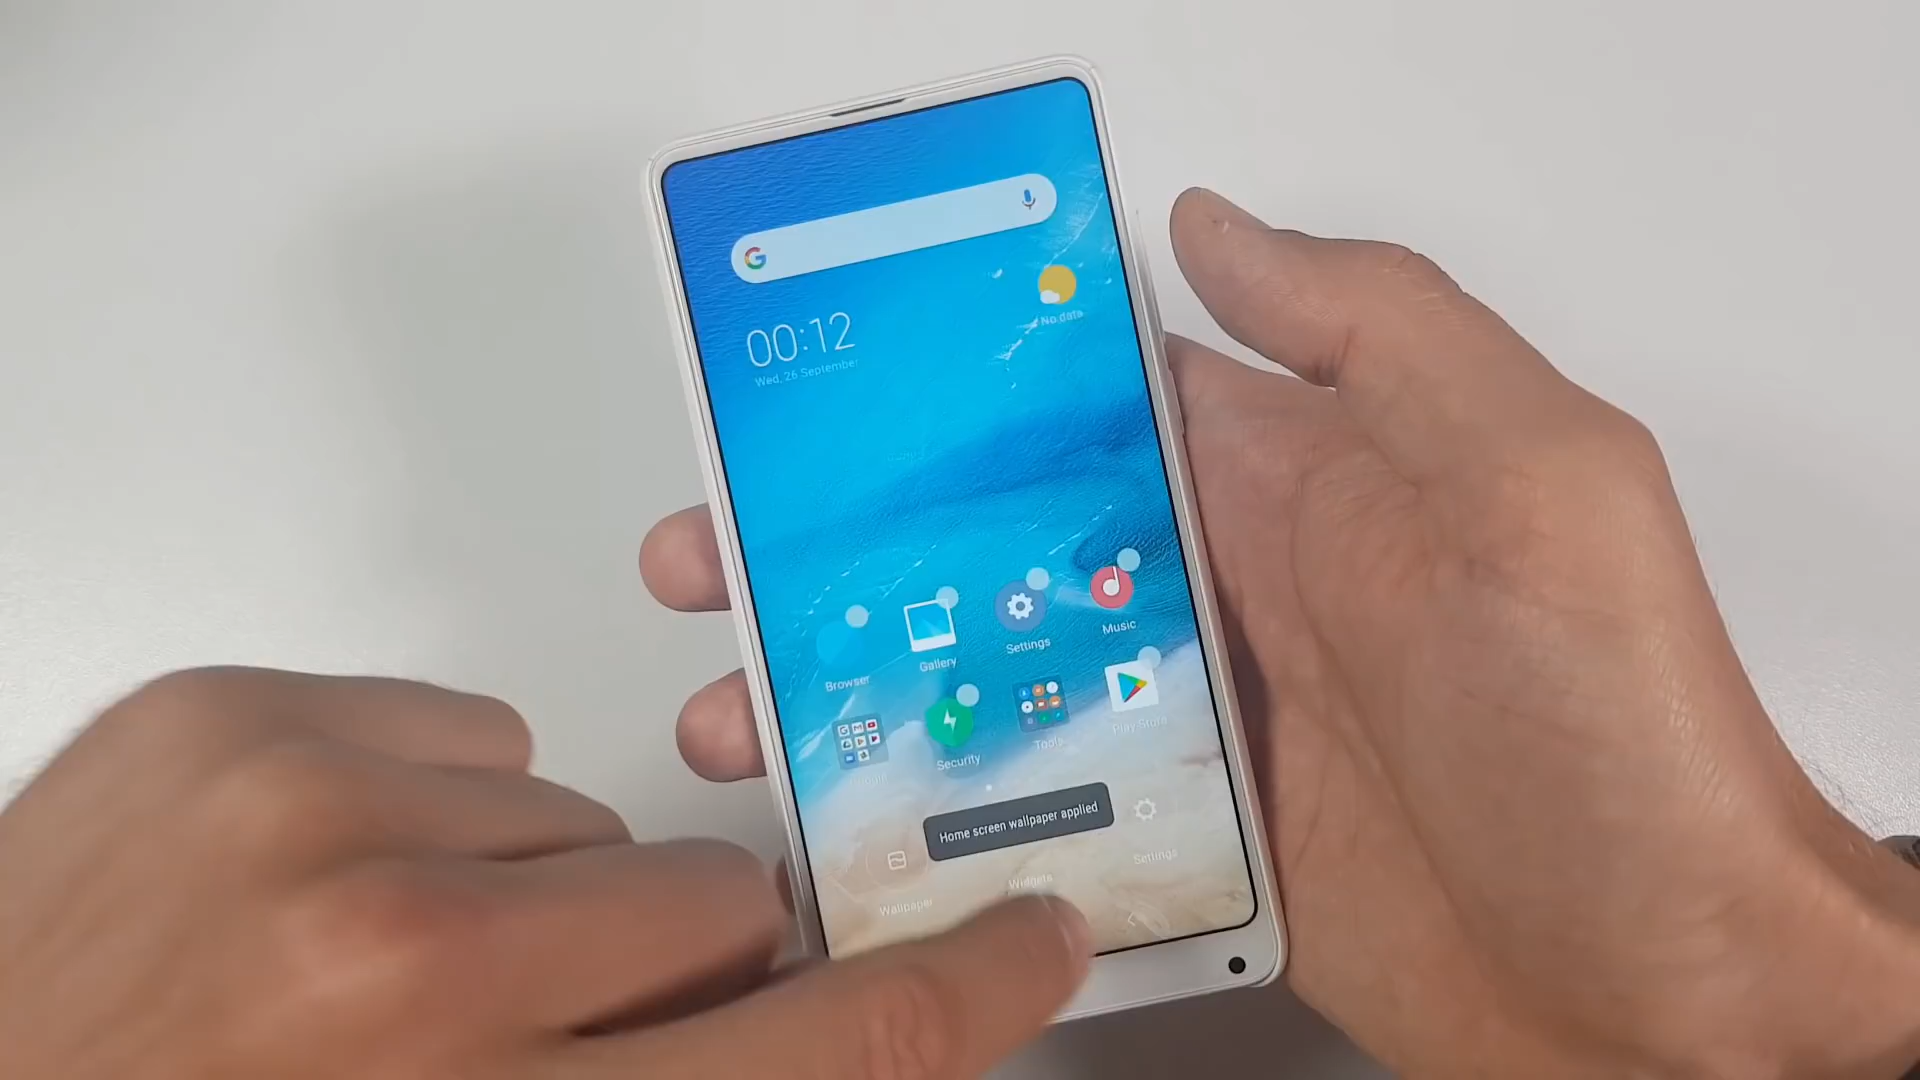 No data
00:12
Wed, 26 September
Browser
Gallery
Settings
Music
Google
Security
Tools
Play Store
Home screen wallpaper applied
Wallpaper
Widgets
Settings